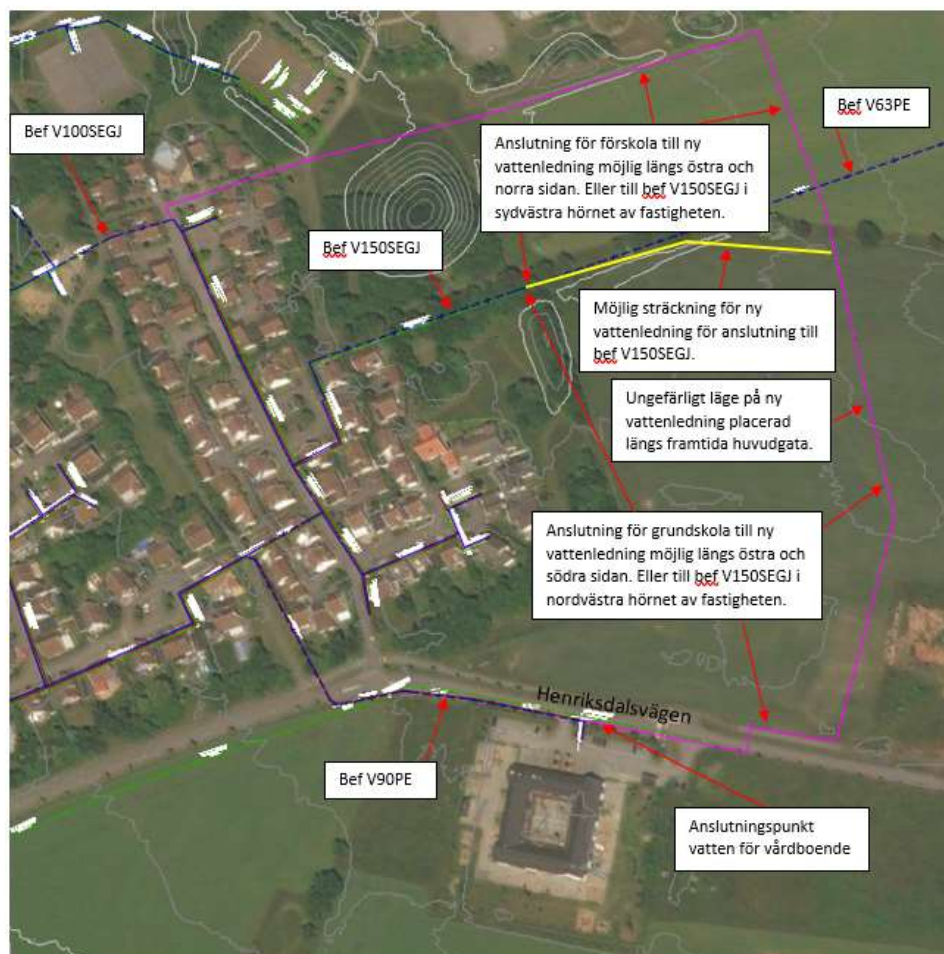 Bef V100SEGJ
Anslutning för förskola till ny
vattenledning möjlig längs östra och
norra sidan. Eller till bef V150SEGJ i
sydvästra hörnet av fastigheten.
Bef V63PE
Bef V150SEGJ
Möjlig sträckning för ny
vattenledning för anslutning till
bef V150SEGJ.
Ungefärligt läge på ny
vattenledning placerad
längs framtida huvudgata.
Anslutning för grundskola till ny
vattenledning möjlig längs östra och
södra sidan. Eller till bef V150SEGJ i
nordvästra hörnet av fastigheten.
Henriksdalsvägen
Bef V90PE
Anslutningspunkt
vatten för vårdboende